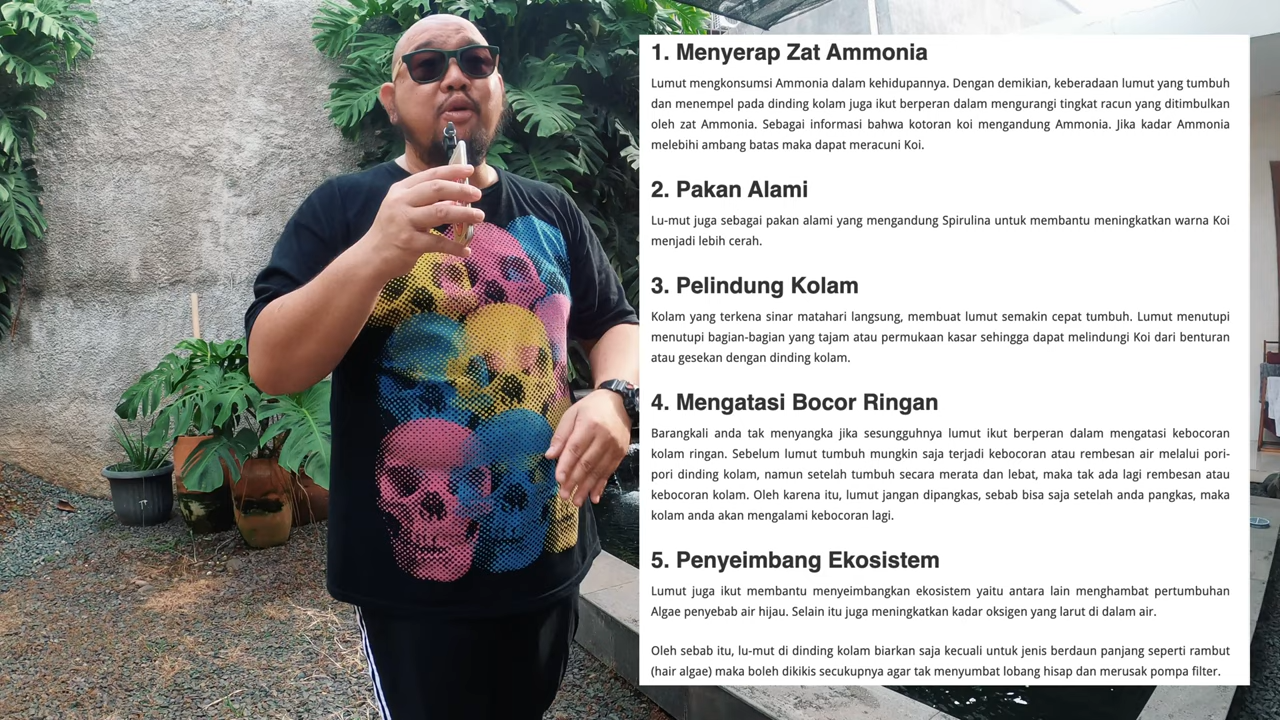 1. Menyerap Zat Ammonia
Lumut mengkonsumsi Ammonia dalam kehidupannya. Dengan demikian, keberadaan lumut yang tumbuh
dan menempel pada dinding kolam juga ikut berperan dalam mengurangi tingkat racun yang ditimbulkan
oleh zat Ammonia. Sebagai informasi bahwa kotoran koi mengandung Ammonia. Jika kadar Ammonia
melebihi ambang batas maka dapat meracuni Koi.
2. Pakan Alami
Lu-mut juga sebagai pakan alami yang mengandung Spirulina untuk membantu meningkatkan warna Koi
menjadi lebih cerah.
3. Pelindung Kolam
Kolam yang terkena sinar matahari langsung, membuat lumut semakin cepat tumbuh. Lumut menutupi
menutupi bagian-bagian yang tajam atau permukaan kasar sehingga dapat melindungi Koi dari benturan
atau gesekan dengan dinding kolam.
4. Mengatasi Bocor Ringan
Barangkali anda tak menyangka jika sesungguhnya lumut ikut berperan dalam mengatasi kebocoran
kolam ringan. Sebelum lumut tumbuh mungkin saja terjadi kebocoran atau rembesan air melalui pori-
pori dinding kolam, namun setelah tumbuh secara merata dan lebat, maka tak ada lagi rembesan atau
kebocoran kolam. Oleh karena itu, lumut jangan dipangkas, sebab bisa saja setelah anda pangkas, maka
kolam anda akan mengalami kebocoran lagi.
5. Penyeimbang Ekosistem
Lumut juga ikut membantu menyeimbangkan ekosistem yaitu antara lain menghambat pertumbuhan
Algae penyebab air hijau. Selain itu juga meningkatkan kadar oksigen yang larut di dalam air.
Oleh sebab itu, lu-mut di dinding kolam biarkan saja kecuali untuk jenis berdaun panjang seperti rambut
(hair algae) maka boleh dikikis secukupnya agar tak menyumbat lobang hisap dan merusak pompa filter.